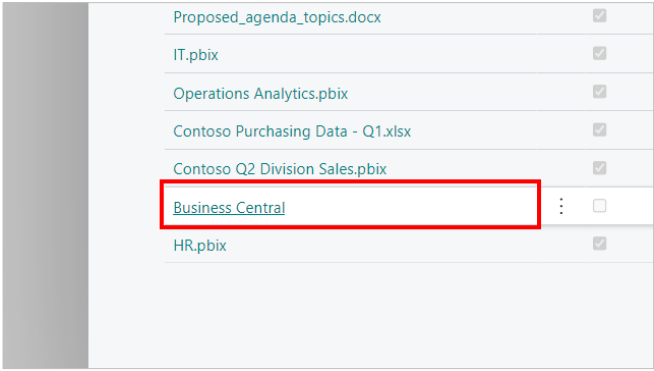 Proposed_agenda_topics.docx
IT.pbix
Operations Analytics.pbix
Contoso Purchasing Data - Q1.xlsx
Contoso Q2 Division Sales.pbix
Business Central
HR.pbix